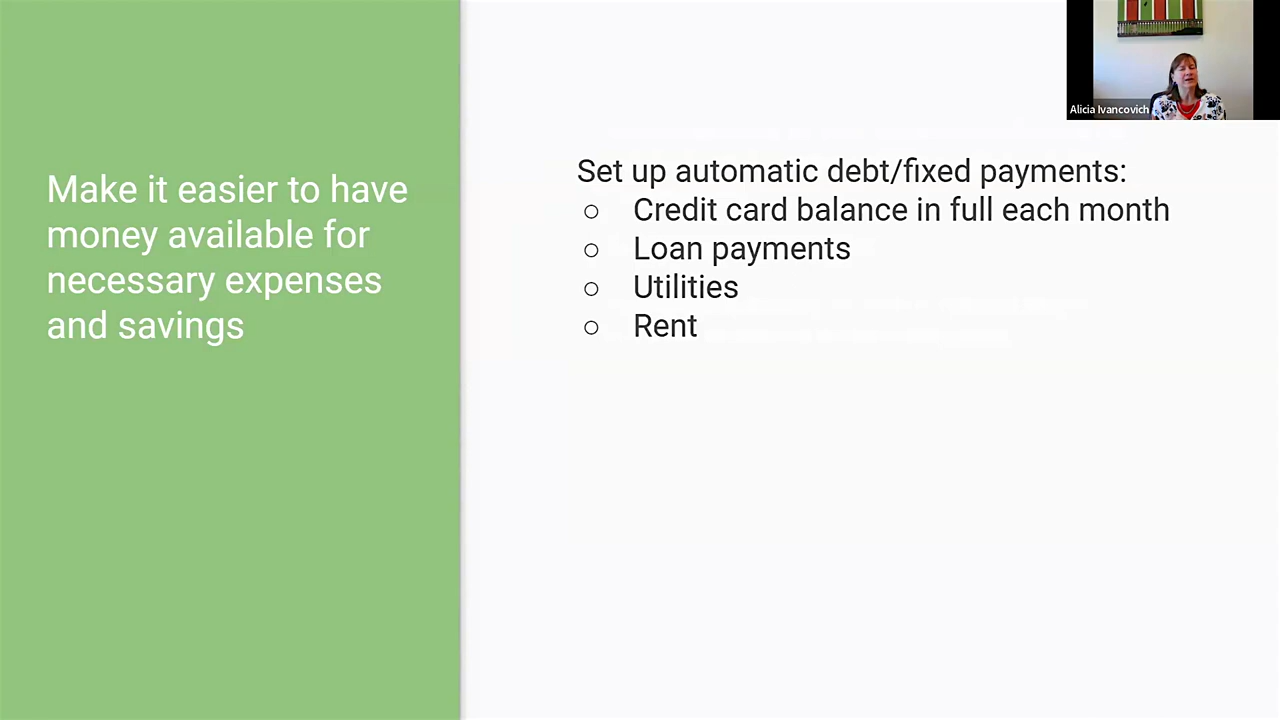 Make it easier to have
money available for
necessary expenses
and savings
Set up automatic debt/fixed payments:
○ Credit card balance in full each month
○ Loan payments
○ Utilities
○ Rent
Alicia Ivancovich